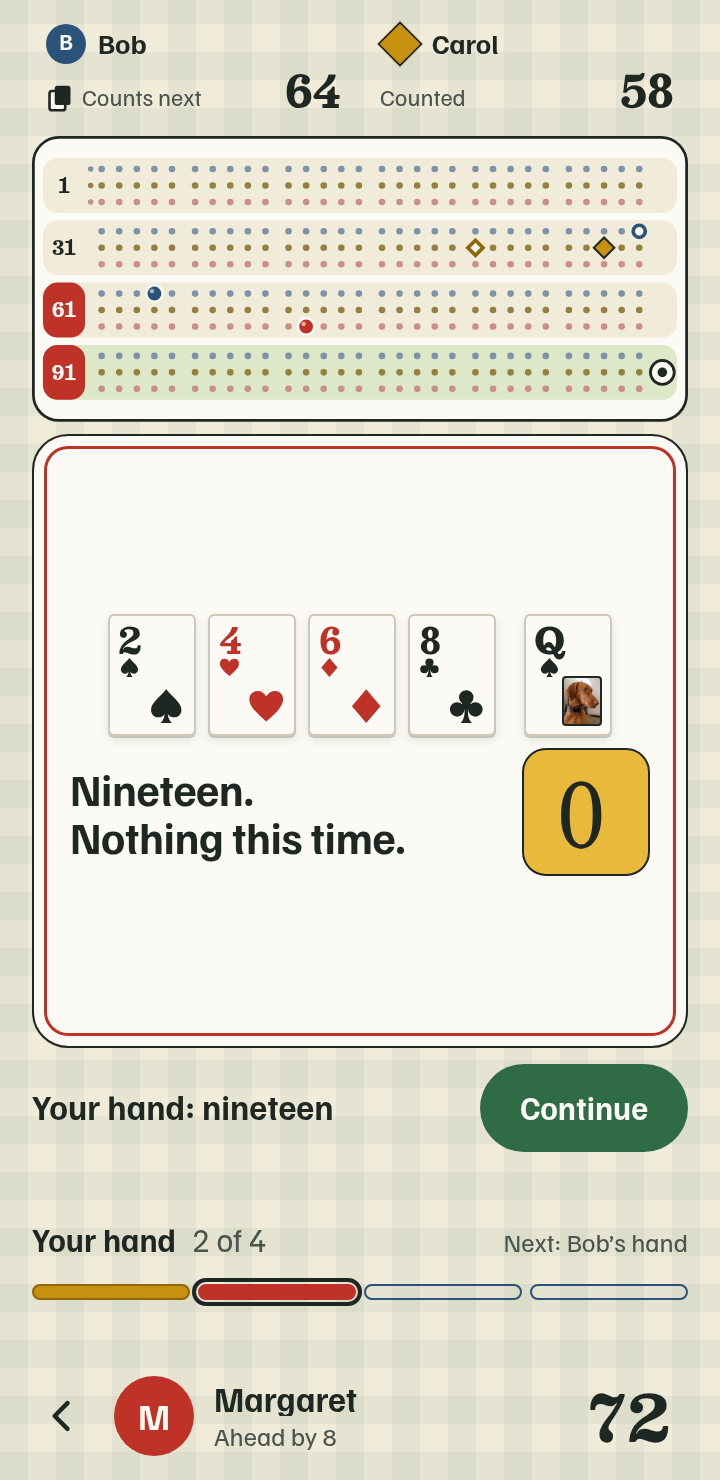 B Bob
Carol
Counts next 64
Counted 58
1
31
61
91
2 4 6 8 Q
Nineteen.
Nothing this time.
0
Your hand: nineteen
Continue
Your hand 2 of 4
Next: Bob's hand
M Margaret
Ahead by 8
72